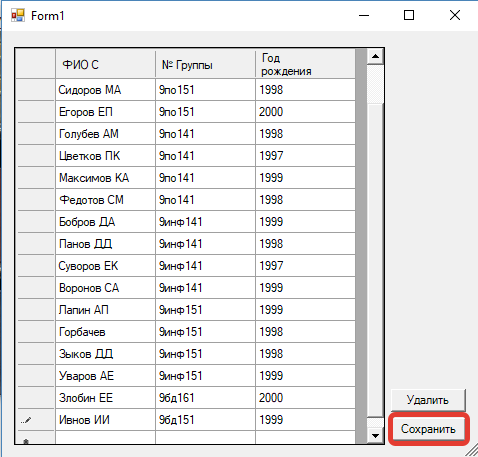 Form1
ФИО С № Группы Год
рождения
Сидоров МА 9по151 1998
Егоров ЕП 9по151 2000
Голубев АМ 9по141 1998
Цветков ПК 9по141 1997
Максимов КА 9по141 1999
Федотов СМ 9по141 1998
Бобров ДА 9инф141 1999
Панов ДД 9инф141 1998
Суворов ЕК 9инф141 1997
Воронов СА 9инф141 1999
Лапин АП 9инф151 1999
Горбачев 9инф151 1998
Зыков ДД 9инф151 1998
Уваров АЕ 9инф151 1999
Злобин ЕЕ 9бд161 2000
Ивнов ИИ 9бд151 1999
Удалить
Сохранить